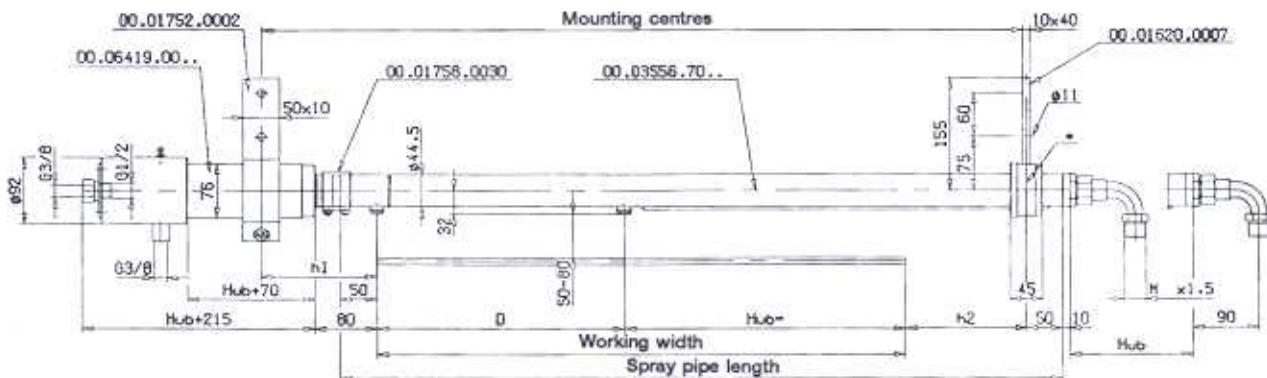 Mounting centres
10x40
00.01752.0002
00.01620.0007
00.06419.00..
00.01758.0030
00.03556.70..
50x10
ø11
60
155
75
*
ø44.5
G3/8
G1/2
ø92
76
32
G3/8
h1
50-80
45
M x1.5
Hub+70
50
Hub+215
80
D
Hub=
h2
50
10
90
Hub
Working width
Spray pipe length